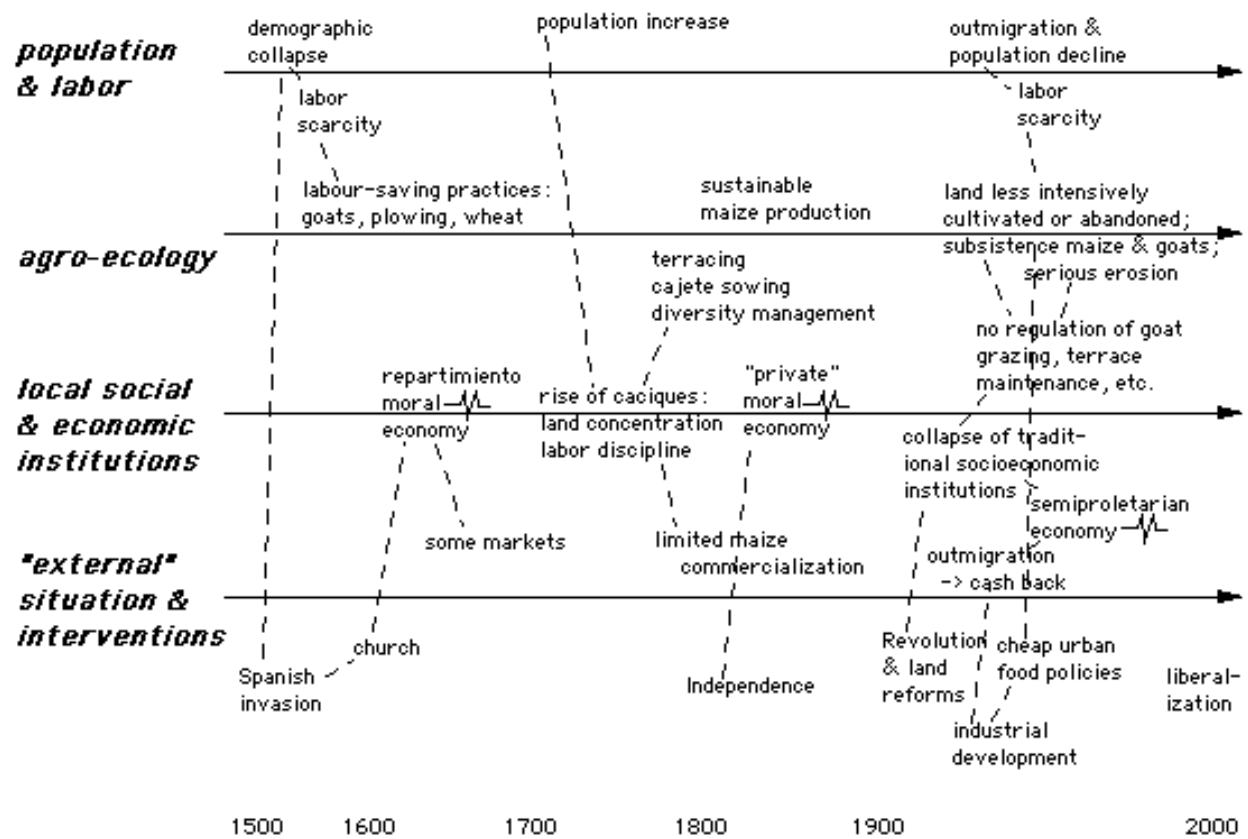 population
& labor
demographic
collapse
population increase
outmigration &
population decline
labor
scarcity
labor
scarcity
agro-ecology
labour-saving practices:
goats, plowing, wheat
sustainable
maize production
land less intensively
cultivated or abandoned;
subsistence maize & goats;
serious erosion
terracing
cajete sowing
diversity management
no regulation of goat
grazing, terrace
maintenance, etc.
local social
& economic
institutions
repartimiento
moral
economy
rise of caciques:
land concentration
labor discipline
"private"
moral
economy
collapse of tradit-
ional socioeconomic
institutions
semiproletarian
economy
some markets
limited maize
commercialization
outmigration
-> cash back
"external"
situation &
interventions
Spanish
invasion
church
Independence
Revolution
& land
reforms
cheap urban
food policies
industrial
development
liberal-
ization
1500 1600 1700 1800 1900 2000